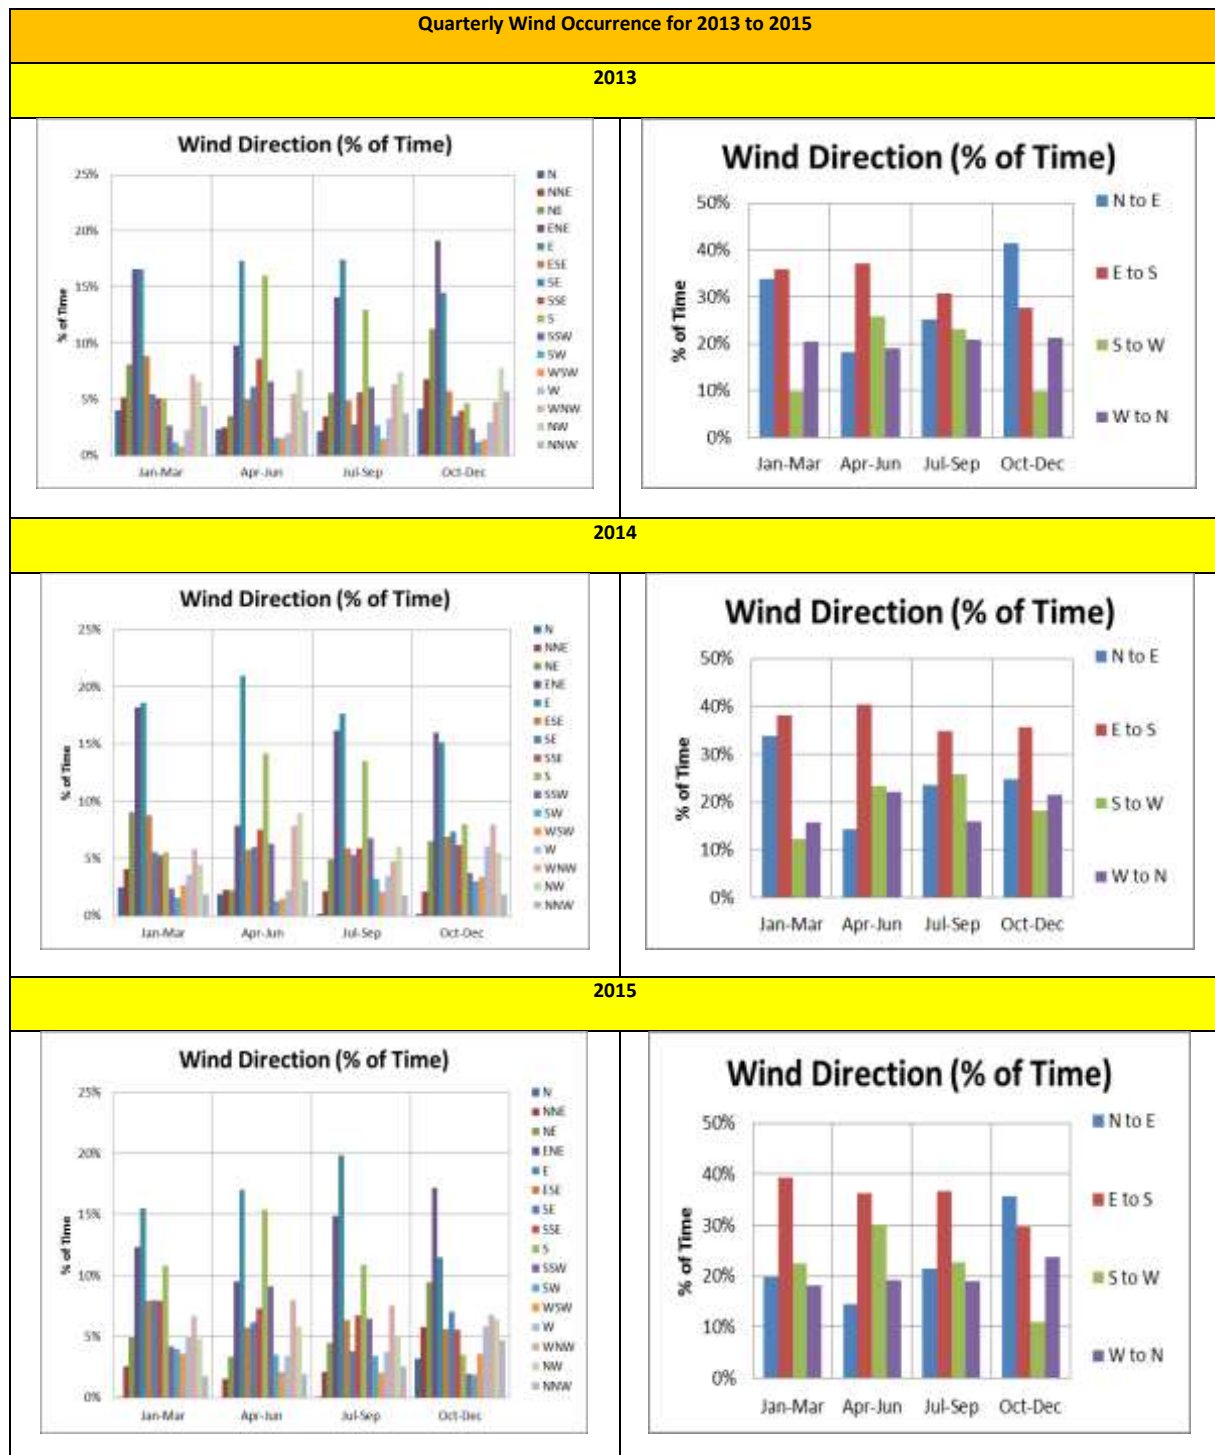 Quarterly Wind Occurrence for 2013 to 2015
2013
Wind Direction (% of Time)
% of Time
25%
20%
15%
10%
5%
0%
Jan-Mar Apr-Jun Jul-Sep Oct-Dec
N
NNE
NE
ENE
E
ESE
SE
SSE
S
SSW
SW
WSW
W
WNW
NW
NNW
Wind Direction (% of Time)
% of Time
50%
40%
30%
20%
10%
0%
Jan-Mar Apr-Jun Jul-Sep Oct-Dec
N to E
E to S
S to W
W to N
2014
Wind Direction (% of Time)
% of Time
25%
20%
15%
10%
5%
0%
Jan-Mar Apr-Jun Jul-Sep Oct-Dec
N
NNE
NE
ENE
E
ESE
SE
SSE
S
SSW
SW
WSW
W
WNW
NW
NNW
Wind Direction (% of Time)
% of Time
50%
40%
30%
20%
10%
0%
Jan-Mar Apr-Jun Jul-Sep Oct-Dec
N to E
E to S
S to W
W to N
2015
Wind Direction (% of Time)
% of Time
25%
20%
15%
10%
5%
0%
Jan-Mar Apr-Jun Jul-Sep Oct-Dec
N
NNE
NE
ENE
E
ESE
SE
SSE
S
SSW
SW
WSW
W
WNW
NW
NNW
Wind Direction (% of Time)
% of Time
50%
40%
30%
20%
10%
0%
Jan-Mar Apr-Jun Jul-Sep Oct-Dec
N to E
E to S
S to W
W to N